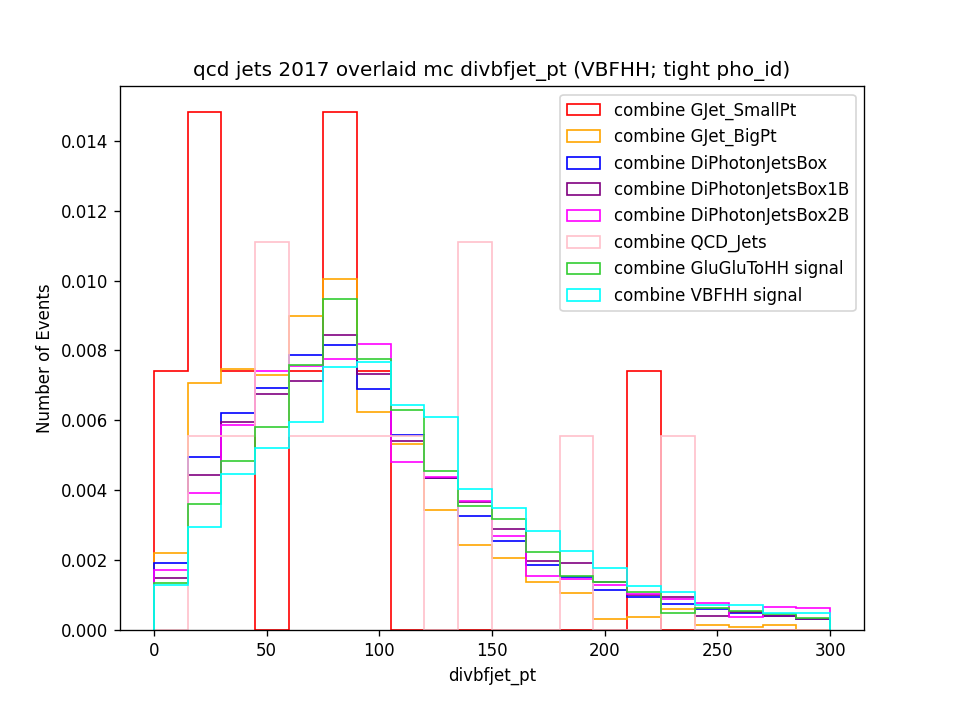 qcd jets 2017 overlaid mc divbfjet_pt (VBFHH; tight pho_id)
combine GJet_SmallPt
combine GJet_BigPt
combine DiPhotonJetsBox
combine DiPhotonJetsBox1B
combine DiPhotonJetsBox2B
combine QCD_Jets
combine GluGluToHH signal
combine VBFHH signal
Number of Events
0.014
0.012
0.010
0.008
0.006
0.004
0.002
0.000
0 50 100 150 200 250 300
divbfjet_pt